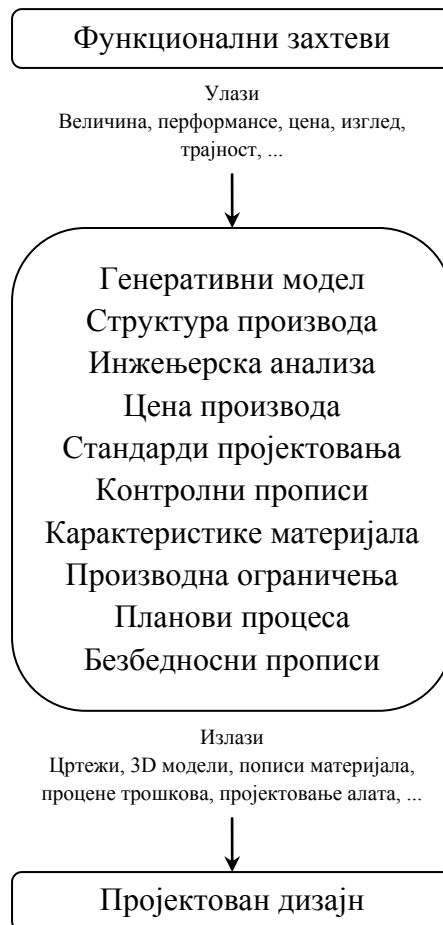 Функционални захтеви
Улази
Величина, перформансе, цена, изглед,
трајност, ...
Генеративни модел
Структура производа
Инжењерска анализа
Цена производа
Стандарди пројектовања
Контролни прописи
Карактеристике материјала
Производна ограничења
Планови процеса
Безбедносни прописи
Излази
Цртежи, 3D модели, пописи материјала,
процене трошкова, пројектовање алата, ...
Пројектован дизајн